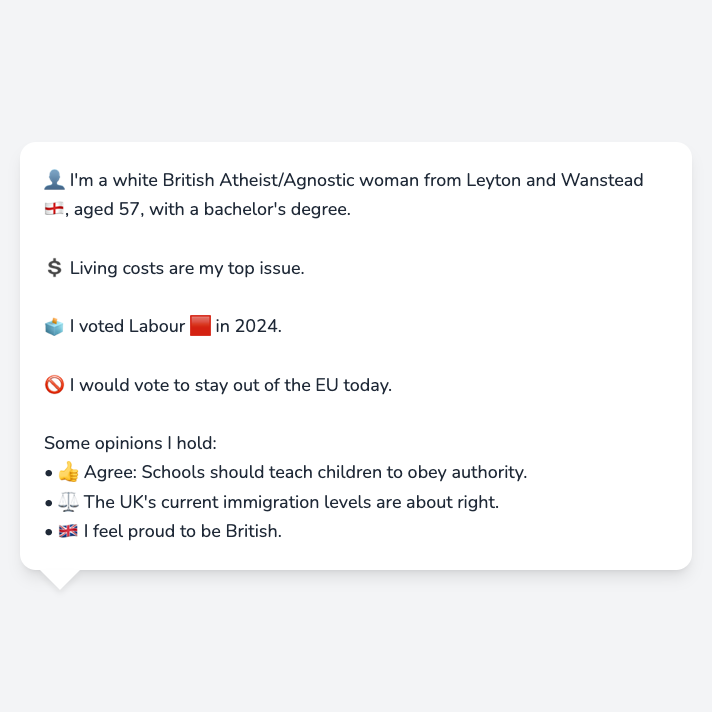 👤 I'm a white British Atheist/Agnostic woman from Leyton and Wanstead
🏴󠁧󠁢󠁥󠁮󠁧󠁿, aged 57, with a bachelor's degree.
💲 Living costs are my top issue.
🗳️ I voted Labour 🟥 in 2024.
🚫 I would vote to stay out of the EU today.
Some opinions I hold:
• 👍 Agree: Schools should teach children to obey authority.
• ⚖️ The UK's current immigration levels are about right.
• 🇬🇧 I feel proud to be British.